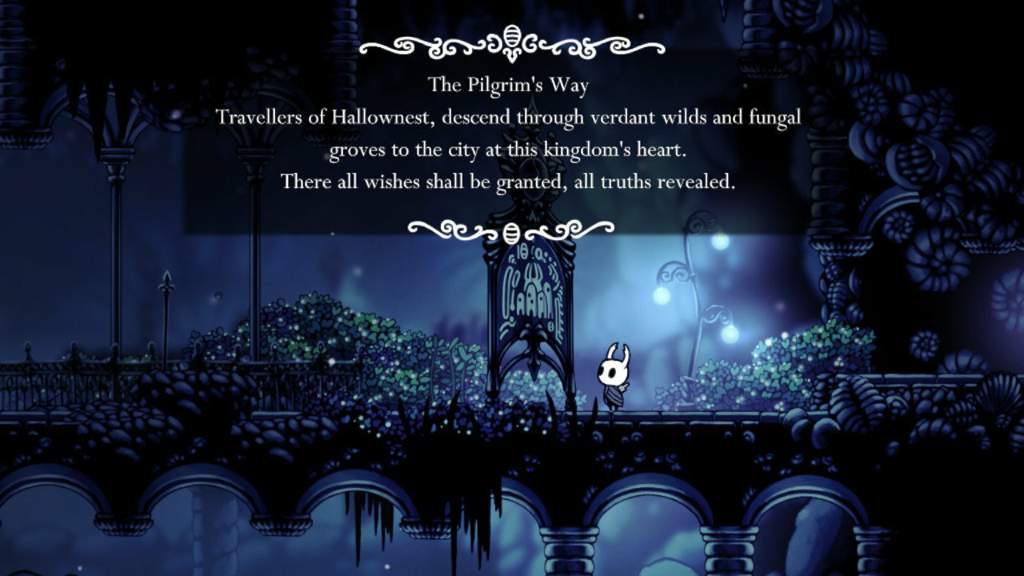 The Pilgrim's Way
Travellers of Hallownest, descend through verdant wilds and fungal
groves to the city at this kingdom's heart.
There all wishes shall be granted, all truths revealed.